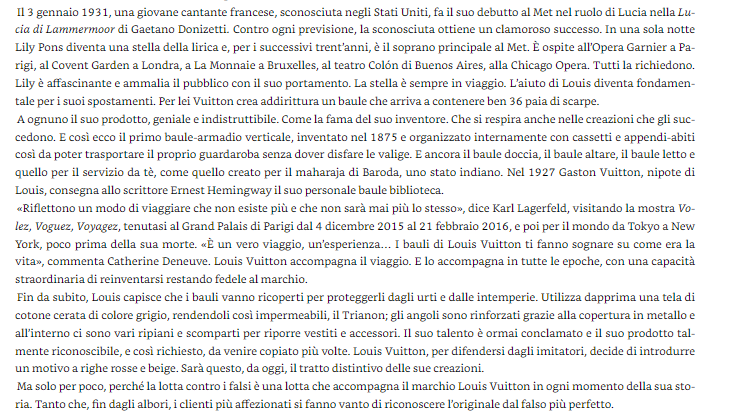 Il 3 gennaio 1931, una giovane cantante francese, sconosciuta negli Stati Uniti, fa il suo debutto al Met nel ruolo di Lucia nella Lu-
cia di Lammermoor di Gaetano Donizetti. Contro ogni previsione, la sconosciuta ottiene un clamoroso successo. In una sola notte
Lily Pons diventa una stella della lirica e, per i successivi trent'anni, è il soprano principale al Met. È ospite all'Opera Garnier a Pa-
rigi, al Covent Garden a Londra, a La Monnaie a Bruxelles, al teatro Colón di Buenos Aires, alla Chicago Opera. Tutti la richiedono.
Lily è affascinante e ammalia il pubblico con il suo portamento. La stella è sempre in viaggio. L'aiuto di Louis diventa fondamen-
tale per i suoi spostamenti. Per lei Vuitton crea addirittura un baule che arriva a contenere ben 36 paia di scarpe.
A ognuno il suo prodotto, geniale e indistruttibile. Come la fama del suo inventore. Che si respira anche nelle creazioni che gli suc-
cedono. E così ecco il primo baule-armadio verticale, inventato nel 1875 e organizzato internamente con cassetti e appendi-abiti
così da poter trasportare il proprio guardaroba senza dover disfare le valige. E ancora il baule doccia, il baule altare, il baule letto e
quello per il servizio da tè, come quello creato per il maharaja di Baroda, uno stato indiano. Nel 1927 Gaston Vuitton, nipote di
Louis, consegna allo scrittore Ernest Hemingway il suo personale baule biblioteca.
«Riflettono un modo di viaggiare che non esiste più e che non sarà mai più lo stesso», dice Karl Lagerfeld, visitando la mostra Vo-
lez, Voguez, Voyagez, tenutasi al Grand Palais di Parigi dal 4 dicembre 2015 al 21 febbraio 2016, e poi per il mondo da Tokyo a New
York, poco prima della sua morte. «È un vero viaggio, un'esperienza… I bauli di Louis Vuitton ti fanno sognare su come era la
vita», commenta Catherine Deneuve. Louis Vuitton accompagna il viaggio. E lo accompagna in tutte le epoche, con una capacità
straordinaria di reinventarsi restando fedele al marchio.
Fin da subito, Louis capisce che i bauli vanno ricoperti per proteggerli dagli urti e dalle intemperie. Utilizza dapprima una tela di
cotone cerata di colore grigio, rendendoli così impermeabili, il Trianon; gli angoli sono rinforzati grazie alla copertura in metallo e
all'interno ci sono vari ripiani e scomparti per riporre vestiti e accessori. Il suo talento è ormai conclamato e il suo prodotto tal-
mente riconoscibile, e così richiesto, da venire copiato più volte. Louis Vuitton, per difendersi dagli imitatori, decide di introdurre
un motivo a righe rosse e beige. Sarà questo, da oggi, il tratto distintivo delle sue creazioni.
Ma solo per poco, perché la lotta contro i falsi è una lotta che accompagna il marchio Louis Vuitton in ogni momento della sua sto-
ria. Tanto che, fin dagli albori, i clienti più affezionati si fanno vanto di riconoscere l'originale dal falso più perfetto.